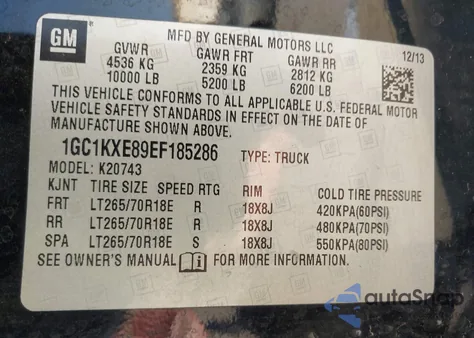 GM
MFD BY GENERAL MOTORS LLC
12/13
GVWR GAWR FRT GAWR RR
4536 KG 2359 KG 2812 KG
10000 LB 5200 LB 6200 LB
THIS VEHICLE CONFORMS TO ALL APPLICABLE U.S. FEDERAL MOTOR
VEHICLE SAFETY STANDARDS IN EFFECT ON THE DATE OF
MANUFACTURE SHOWN ABOVE.
1GC1KXE89EF185286 TYPE: TRUCK
MODEL: K20743
KJNT TIRE SIZE SPEED RTG RIM COLD TIRE PRESSURE
FRT LT265/70R18E R 18X8J 420KPA(60PSI)
RR LT265/70R18E R 18X8J 480KPA(70PSI)
SPA LT265/70R18E S 18X8J 550KPA(80PSI)
SEE OWNER'S MANUAL FOR MORE INFORMATION.
autoSnap